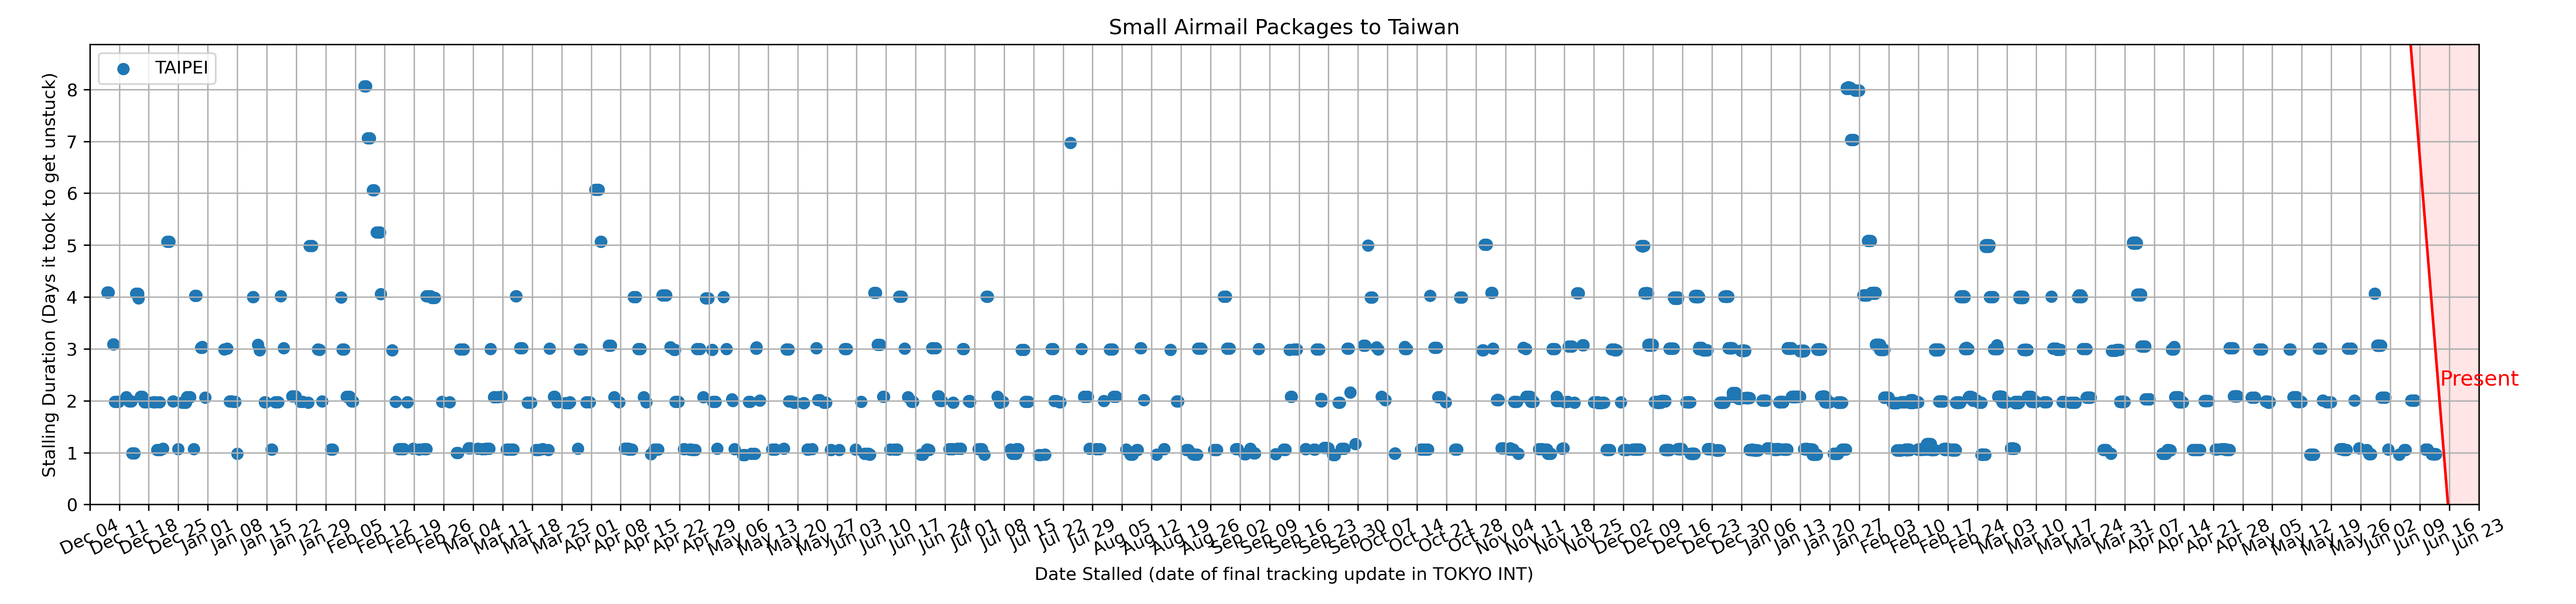 Small Airmail Packages to Taiwan
TAIPEI
Stalling Duration (Days it took to get unstuck)
8
7
6
5
4
3
2
1
0
Present
Dec 04 Dec 11 Dec 18 Dec 25 Jan 01 Jan 08 Jan 15 Jan 22 Jan 29 Feb 05 Feb 12 Feb 19 Feb 26 Mar 04 Mar 11 Mar 18 Mar 25 Apr 01 Apr 08 Apr 15 Apr 22 Apr 29 May 06 May 13 May 20 May 27 Jun 03 Jun 10 Jun 17 Jun 24 Jul 01 Jul 08 Jul 15 Jul 22 Jul 29 Aug 05 Aug 12 Aug 19 Aug 26 Sep 02 Sep 09 Sep 16 Sep 23 Sep 30 Oct 07 Oct 14 Oct 21 Oct 28 Nov 04 Nov 11 Nov 18 Nov 25 Dec 02 Dec 09 Dec 16 Dec 23 Dec 30 Jan 06 Jan 13 Jan 20 Jan 27 Feb 03 Feb 10 Feb 17 Feb 24 Mar 03 Mar 10 Mar 17 Mar 24 Mar 31 Apr 07 Apr 14 Apr 21 Apr 28 May 05 May 12 May 19 May 26 Jun 02 Jun 09 Jun 16 Jun 23
Date Stalled (date of final tracking update in TOKYO INT)